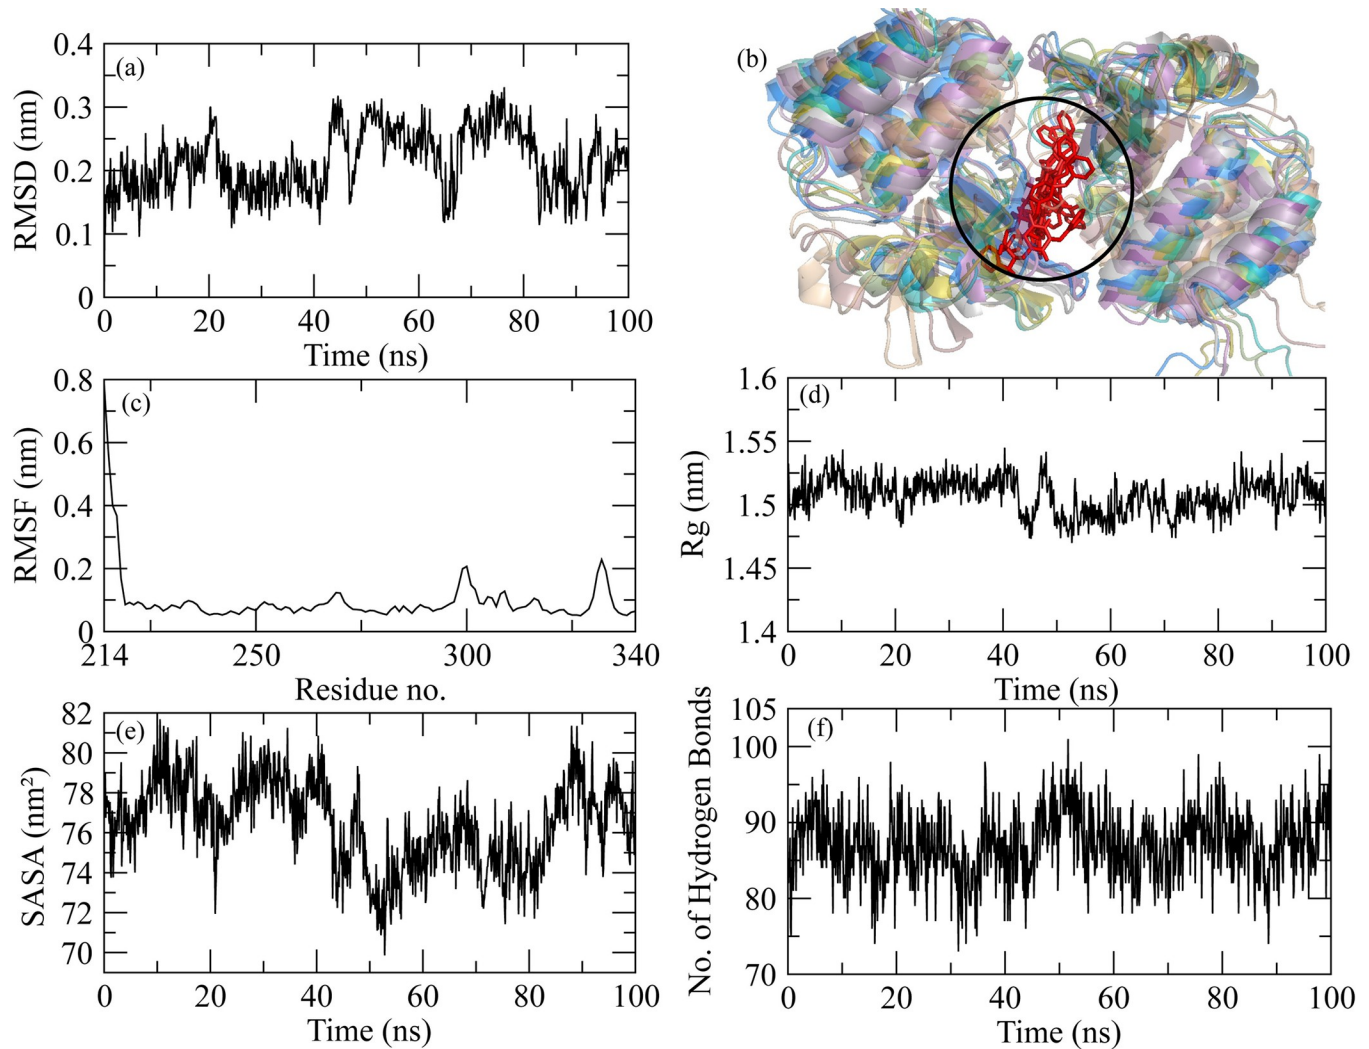 (a)
RMSD (nm)
0.4
0.3
0.2
0.1
0
0 20 40 60 80 100
Time (ns)
(b)
(c)
RMSF (nm)
0.8
0.6
0.4
0.2
0
214 250 300 340
Residue no.
(d)
Rg (nm)
1.6
1.55
1.5
1.45
1.4
0 20 40 60 80 100
Time (ns)
(e)
SASA (nm²)
82
80
78
76
74
72
70
0 20 40 60 80 100
Time (ns)
(f)
No. of Hydrogen Bonds
105
100
90
80
70
0 20 40 60 80 100
Time (ns)